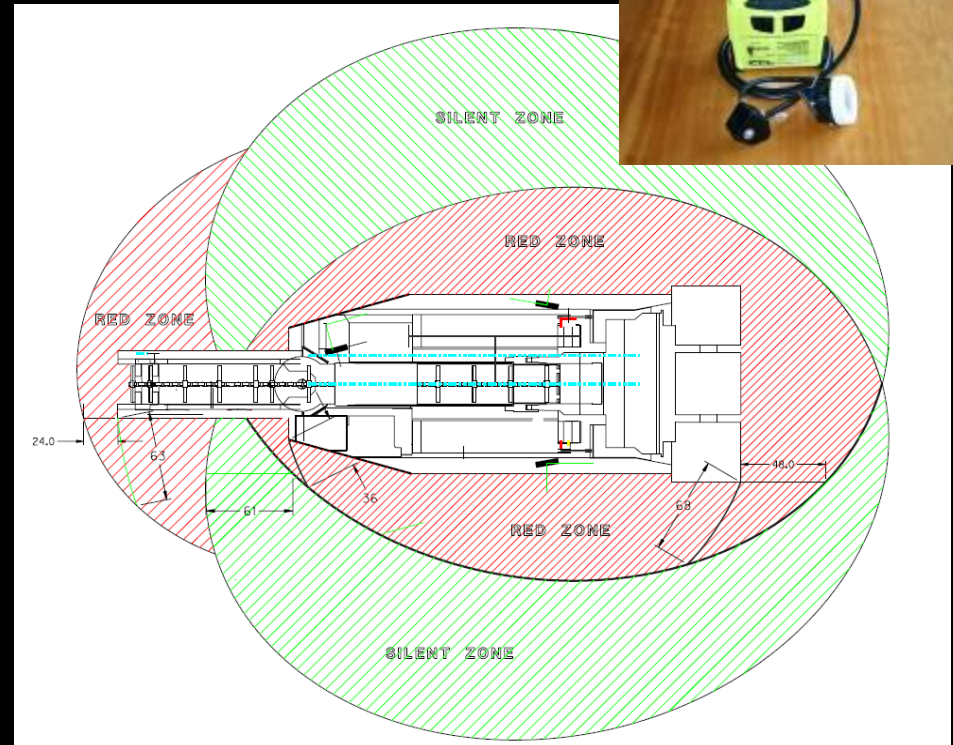 SILENT ZONE
RED ZONE
RED ZONE
24.0
63
61
36
68
48.0
RED ZONE
SILENT ZONE